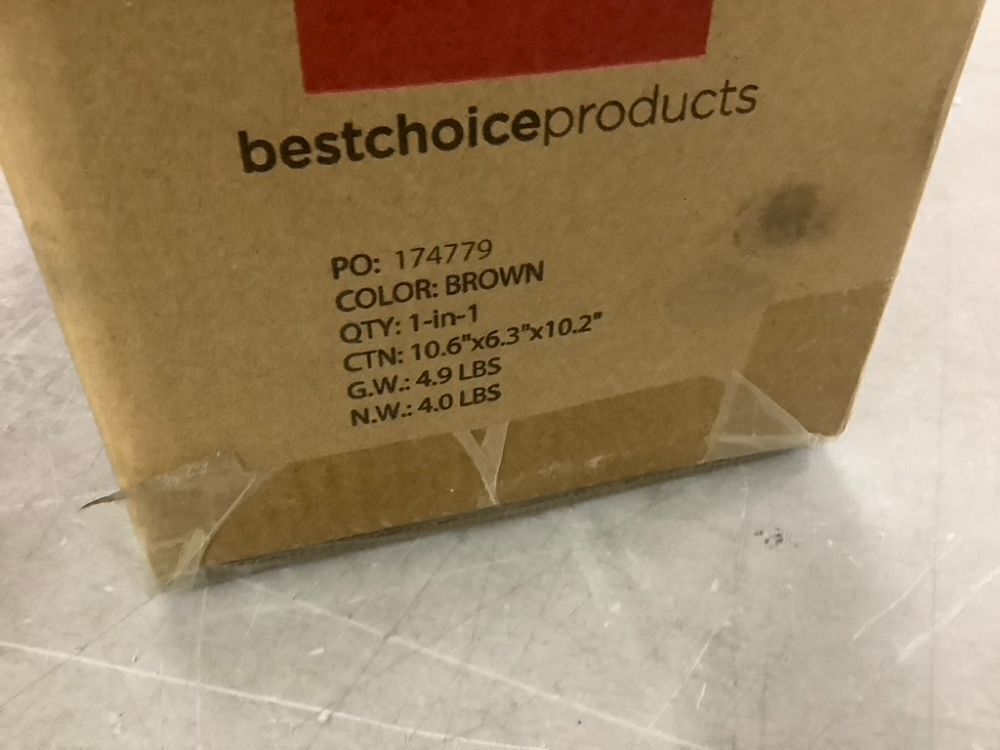 bestchoiceproducts
PO: 174779
COLOR: BROWN
QTY: 1-in-1
CTN: 10.6"x6.3"x10.2"
G.W.: 4.9 LBS
N.W.: 4.0 LBS